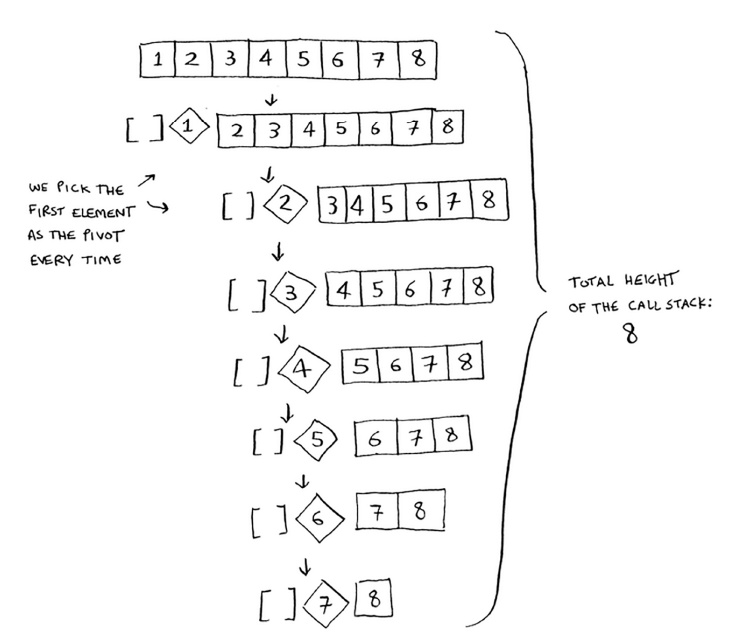 1 2 3 4 5 6 7 8
[ ] 1 2 3 4 5 6 7 8
[ ] 2 3 4 5 6 7 8
WE PICK THE
FIRST ELEMENT
AS THE PIVOT
EVERY TIME
[ ] 3 4 5 6 7 8
[ ] 4 5 6 7 8
[ ] 5 6 7 8
[ ] 6 7 8
[ ] 7 8
TOTAL HEIGHT
OF THE CALL STACK:
8